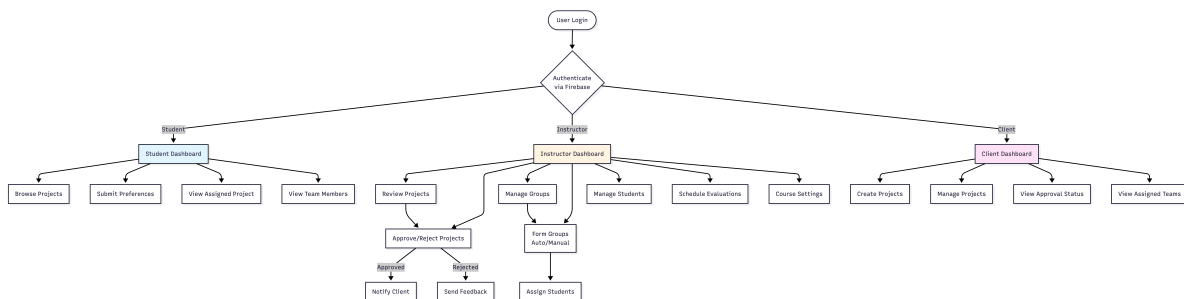 User Login
Authenticate
via Firebase
Student
Instructor
Client
Student Dashboard
Instructor Dashboard
Client Dashboard
Browse Projects
Submit Preferences
View Assigned Project
View Team Members
Review Projects
Manage Groups
Manage Students
Schedule Evaluations
Course Settings
Create Projects
Manage Projects
View Approval Status
View Assigned Teams
Approve/Reject Projects
Form Groups
Auto/Manual
Approved
Rejected
Notify Client
Send Feedback
Assign Students